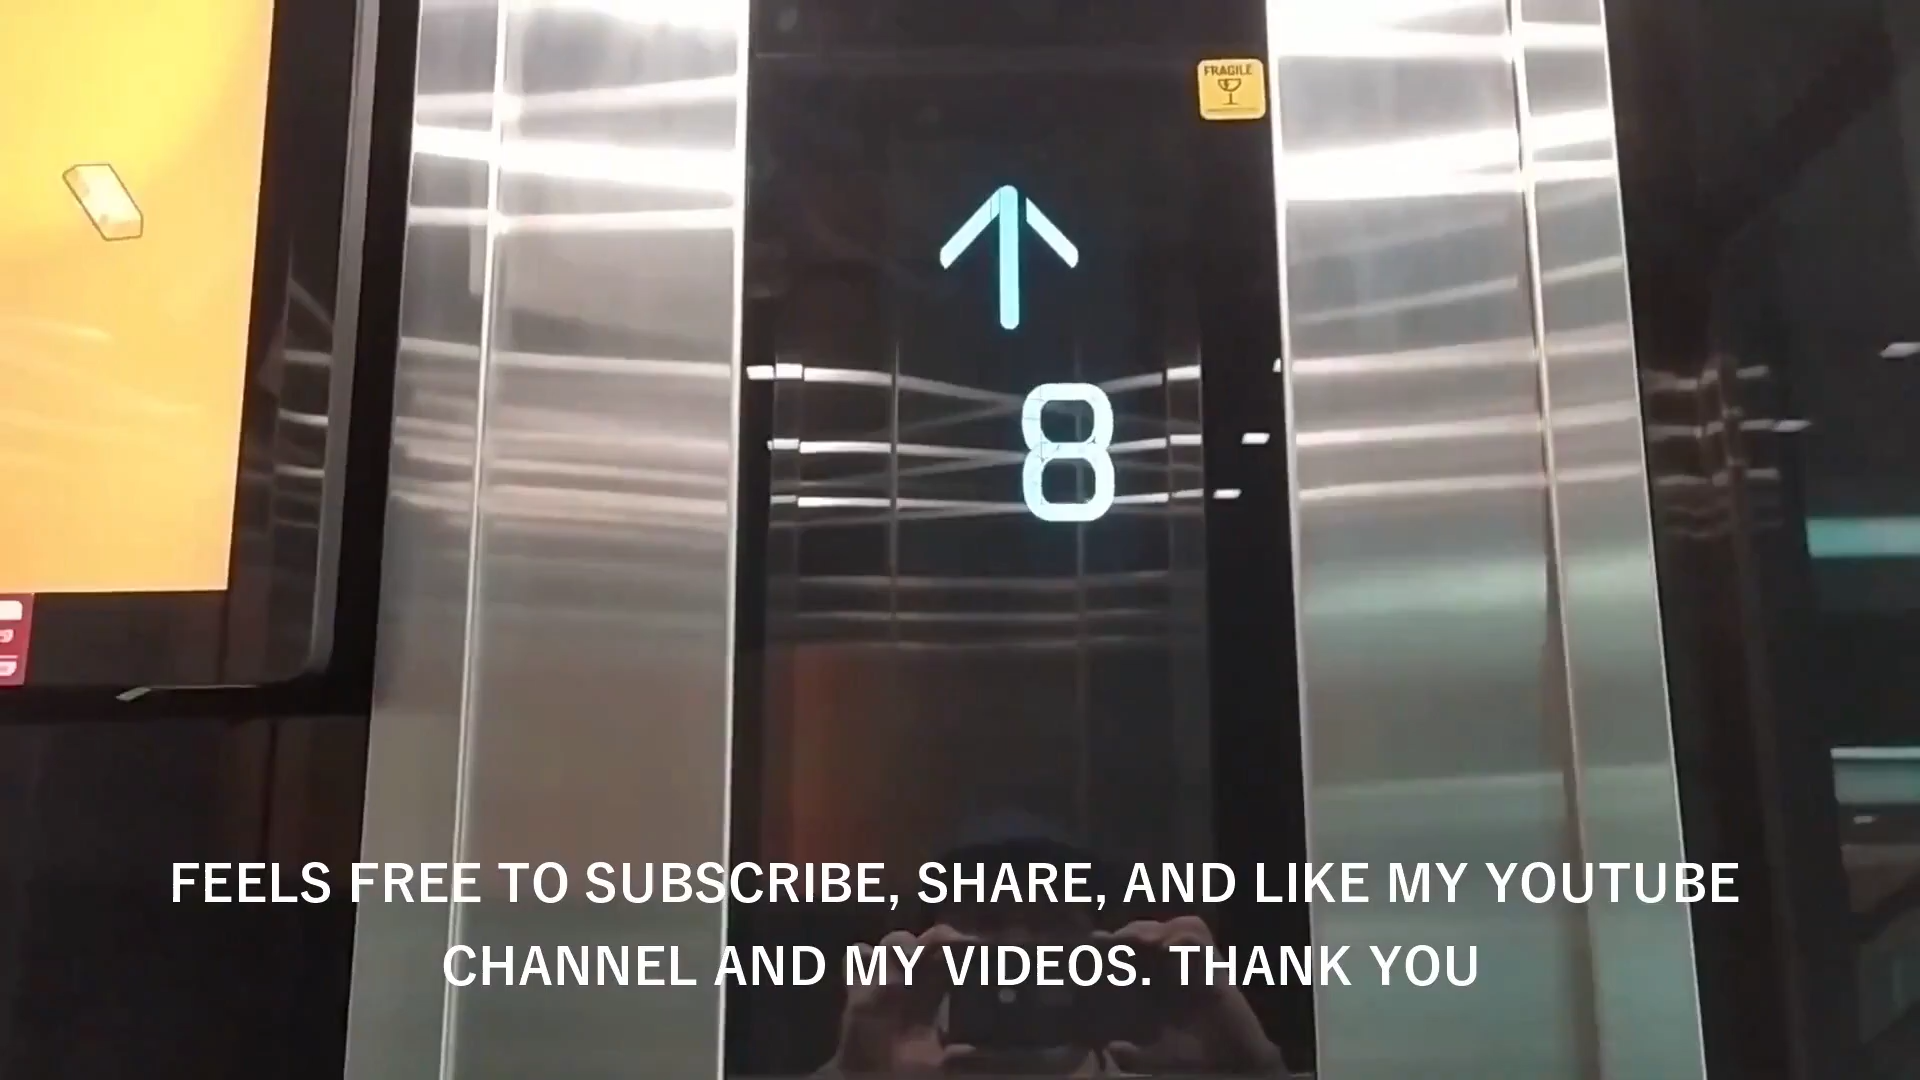 FRAGILE
8
FEELS FREE TO SUBSCRIBE, SHARE, AND LIKE MY YOUTUBE
CHANNEL AND MY VIDEOS. THANK YOU